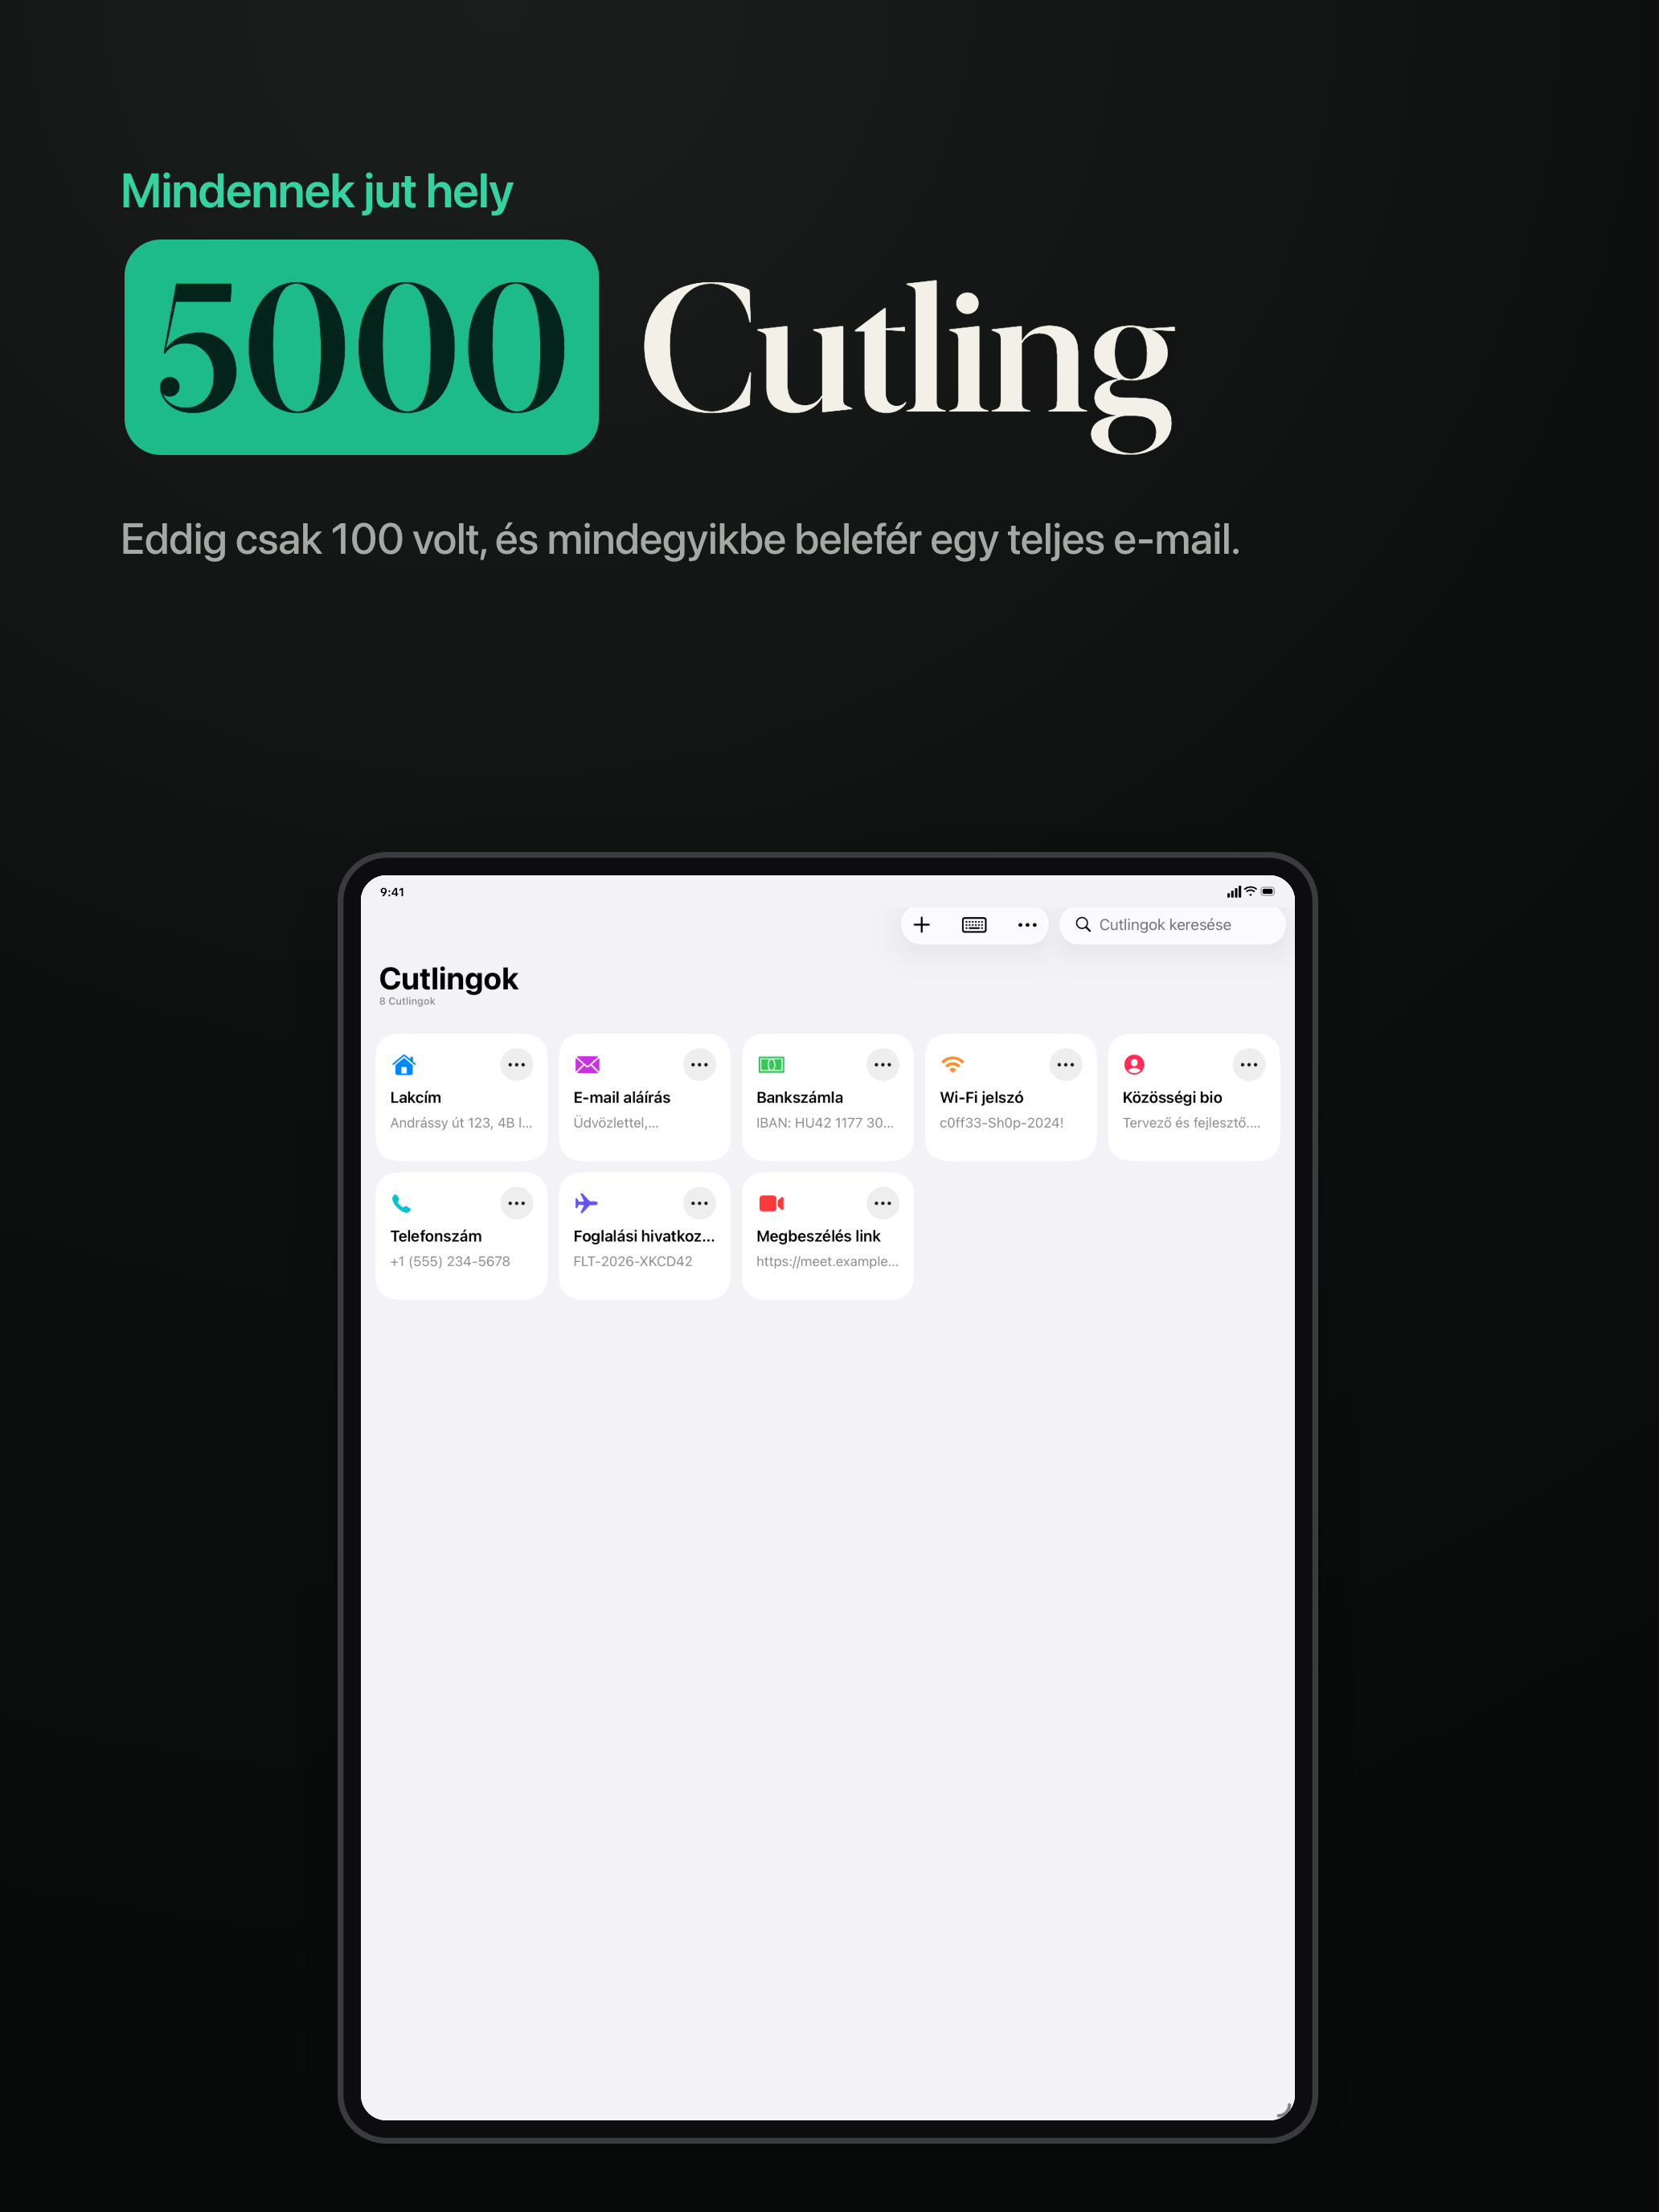 Mindennek jut hely
5000 Cutling
Eddig csak 100 volt, és mindegyikbe belefér egy teljes e-mail.
9:41
Cutlingok keresése
Cutlingok
8 Cutlingok
Lakcím
Andrássy út 123, 4B l...
E-mail aláírás
Üdvözlettel,...
Bankszámla
IBAN: HU42 1177 30...
Wi-Fi jelszó
c0ff33-Sh0p-2024!
Közösségi bio
Tervező és fejlesztő....
Telefonszám
+1 (555) 234-5678
Foglalási hivatkoz...
FLT-2026-XKCD42
Megbeszélés link
https://meet.example...